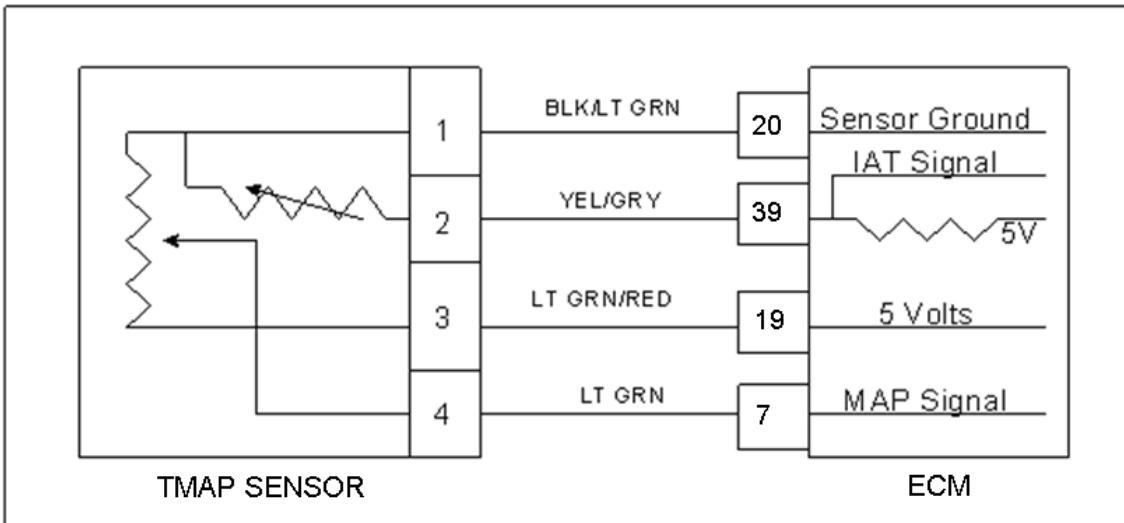 1
BLK/LT GRN
20
Sensor Ground
IAT Signal
2
YEL/GRY
39
5V
3
LT GRN/RED
19
5 Volts
4
LT GRN
7
MAP Signal
TMAP SENSOR
ECM